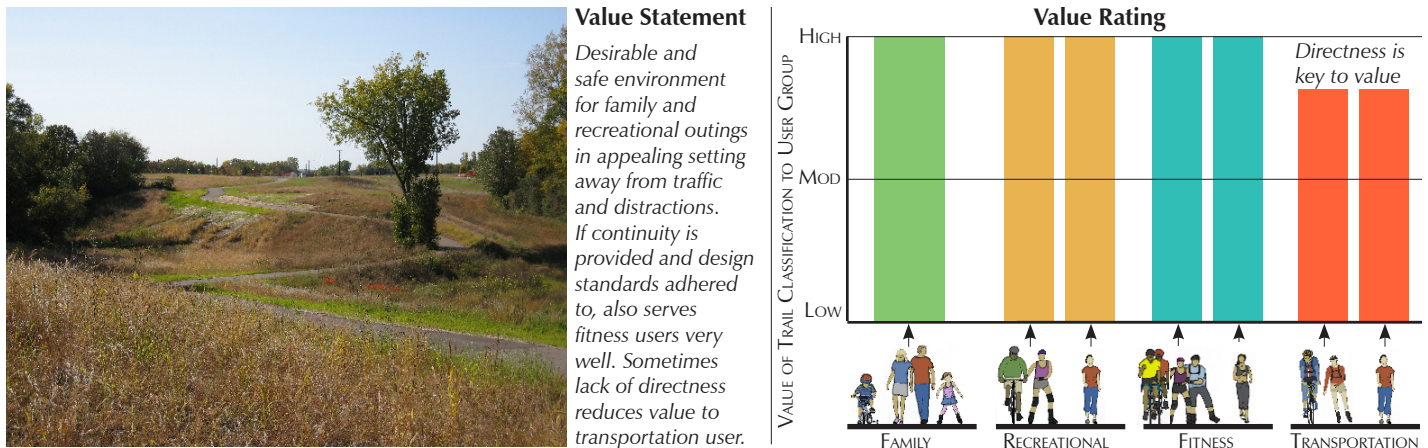 Value Statement
Desirable and
safe environment
for family and
recreational outings
in appealing setting
away from traffic
and distractions.
If continuity is
provided and design
standards adhered
to, also serves
fitness users very
well. Sometimes
lack of directness
reduces value to
transportation user.
Value Rating
VALUE OF TRAIL CLASSIFICATION TO USER GROUP
HIGH
MOD
LOW
Directness is
key to value
FAMILY
RECREATIONAL
FITNESS
TRANSPORTATION